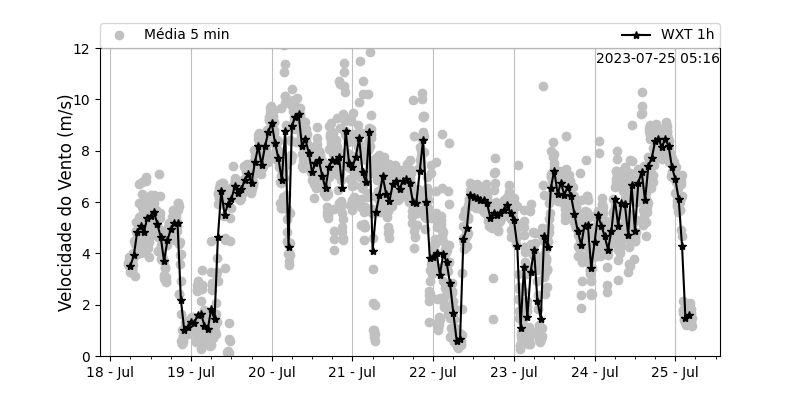 Média 5 min
WXT 1h
2023-07-25 05:16
Velocidade do Vento (m/s)
12
10
8
6
4
2
0
18 - Jul 19 - Jul 20 - Jul 21 - Jul 22 - Jul 23 - Jul 24 - Jul 25 - Jul